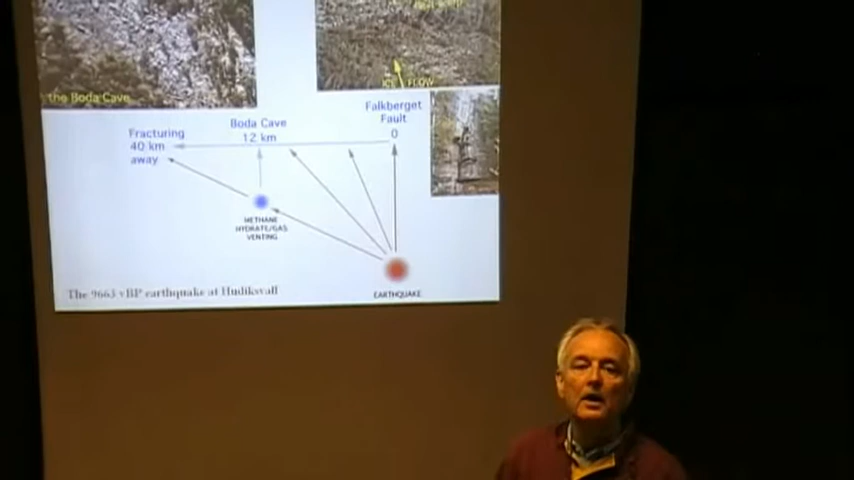 the Boda Cave
ICE FLOW
Falkberget
Fault
0
Boda Cave
12 km
Fracturing
40 km
away
METHANE
HYDRATE/GAS
VENTING
EARTHQUAKE
The 9663 vBP earthquake at Hudiksvall